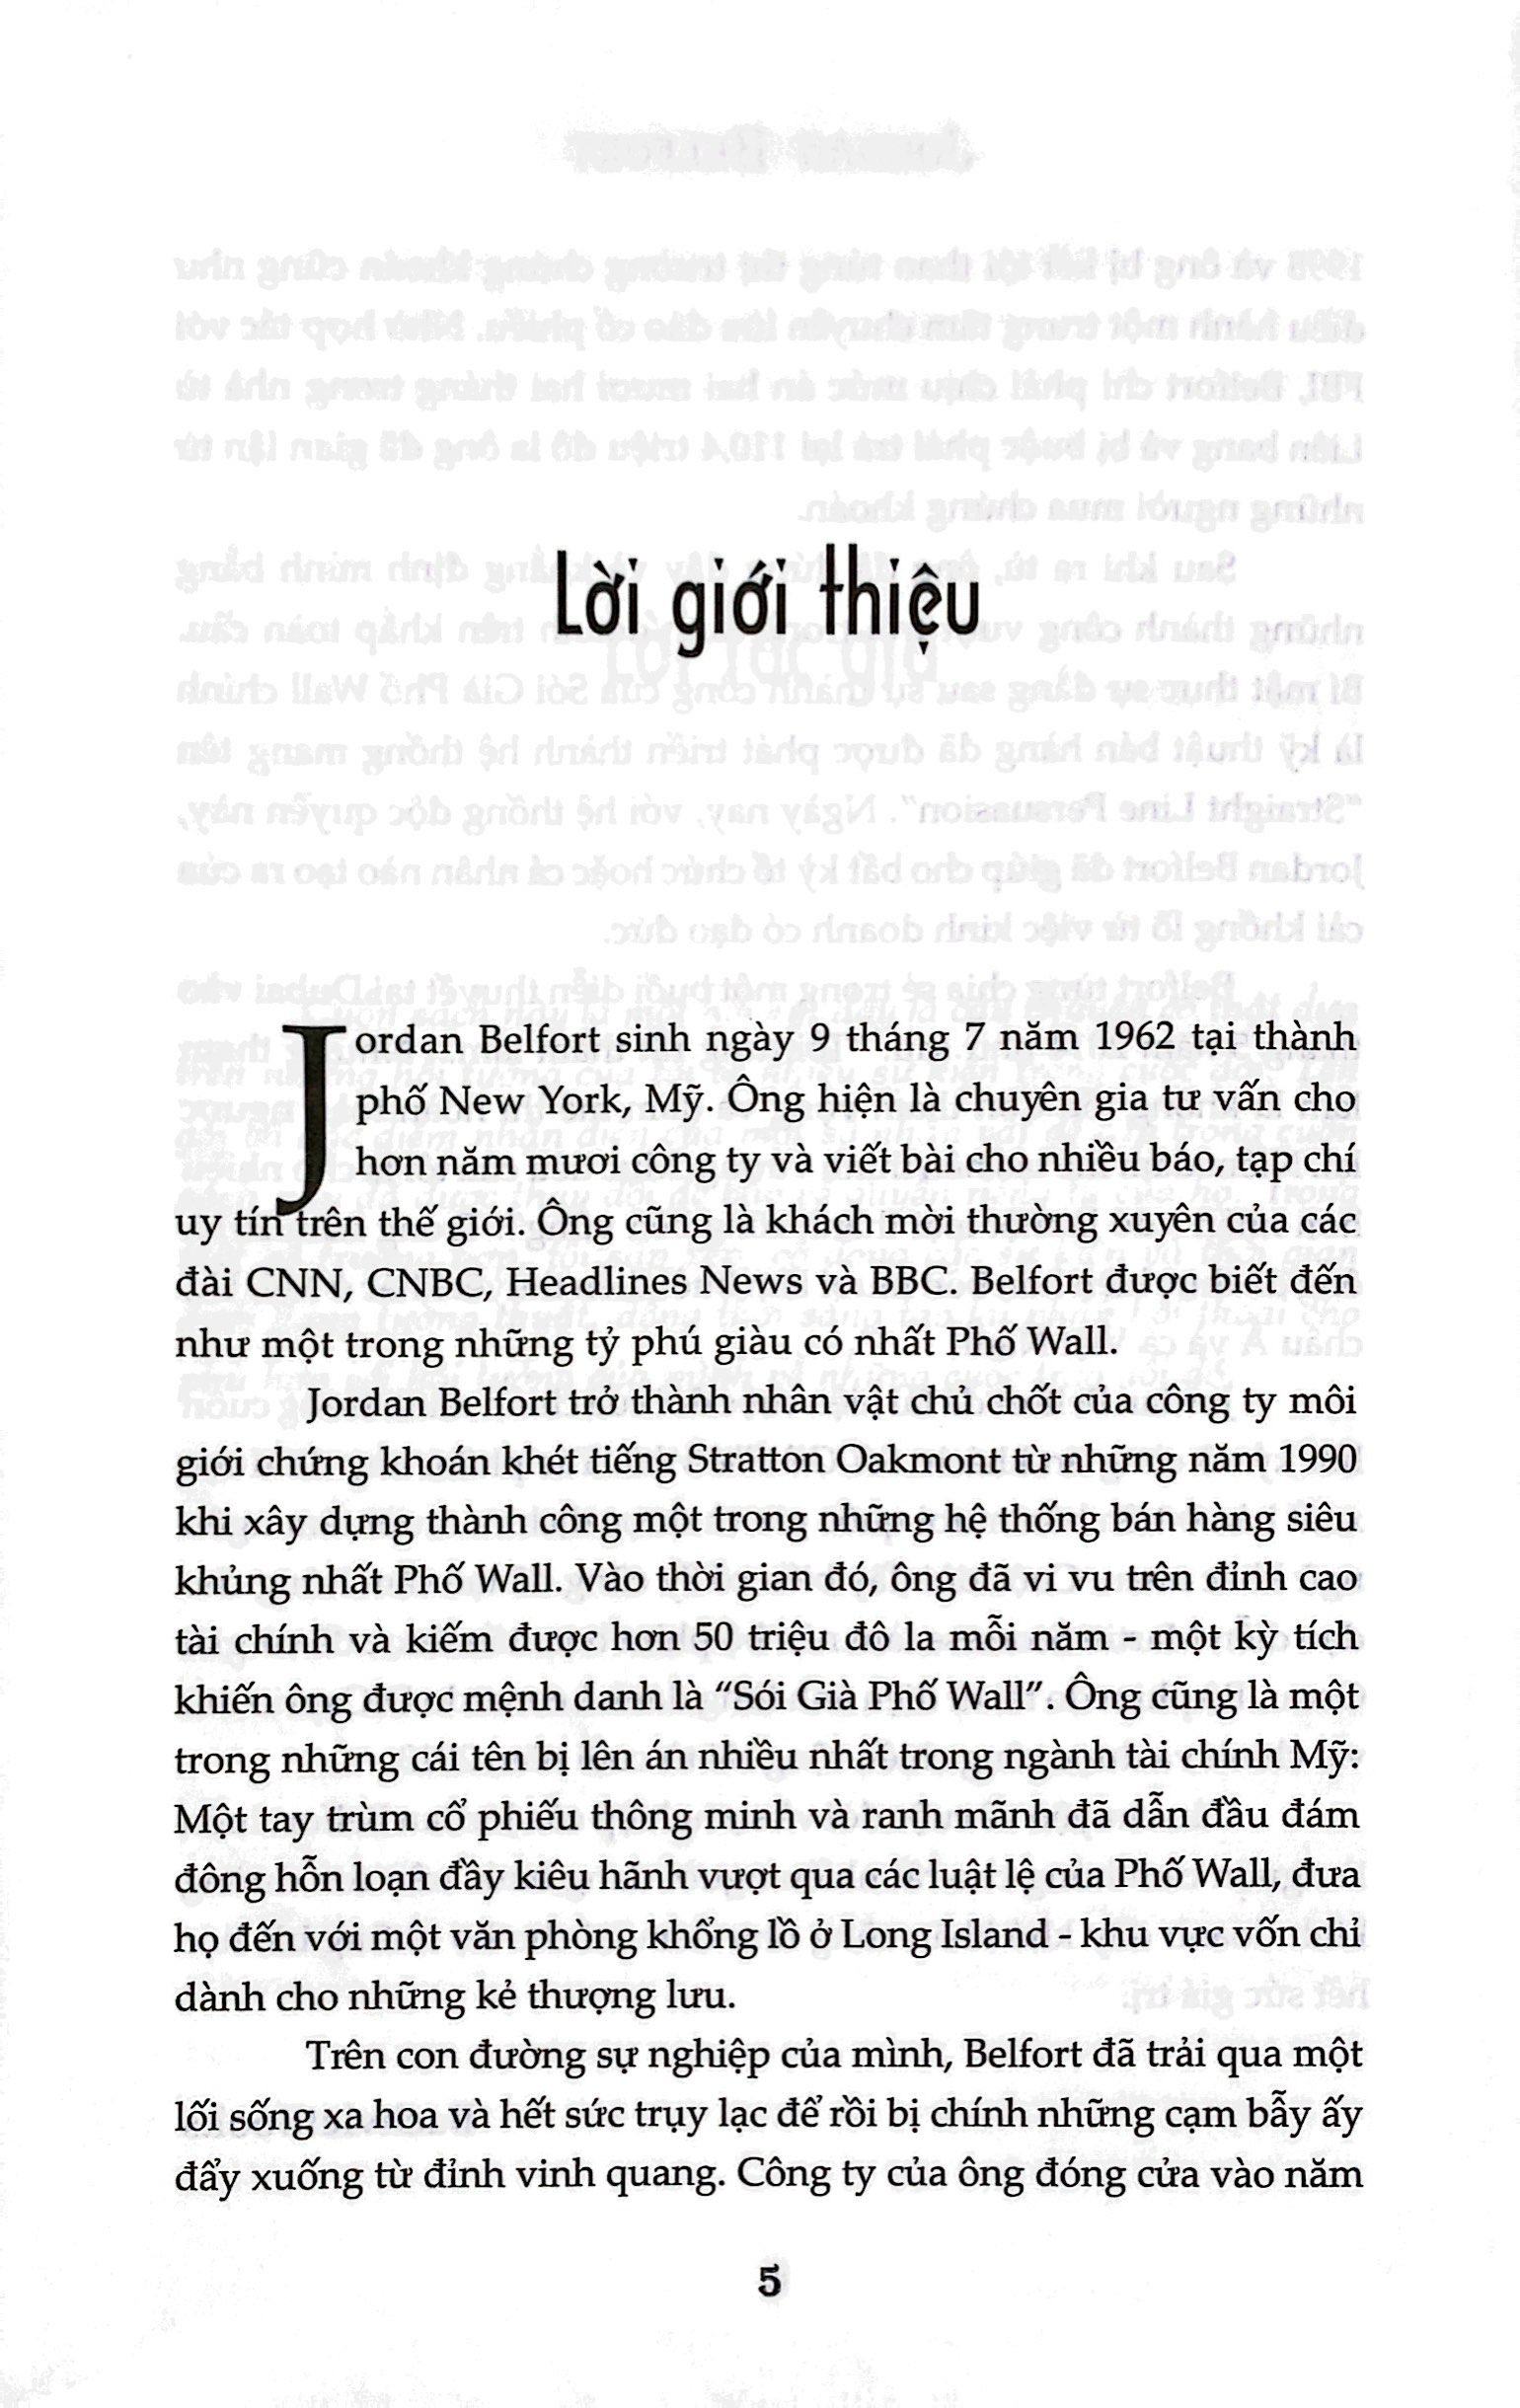 Lời giới thiệu
Jordan Belfort sinh ngày 9 tháng 7 năm 1962 tại thành
phố New York, Mỹ. Ông hiện là chuyên gia tư vấn cho
hơn năm mươi công ty và viết bài cho nhiều báo, tạp chí
uy tín trên thế giới. Ông cũng là khách mời thường xuyên của các
đài CNN, CNBC, Headlines News và BBC. Belfort được biết đến
như một trong những tỷ phú giàu có nhất Phố Wall.
Jordan Belfort trở thành nhân vật chủ chốt của công ty môi
giới chứng khoán khét tiếng Stratton Oakmont từ những năm 1990
khi xây dựng thành công một trong những hệ thống bán hàng siêu
khủng nhất Phố Wall. Vào thời gian đó, ông đã vi vu trên đỉnh cao
tài chính và kiếm được hơn 50 triệu đô la mỗi năm - một kỳ tích
khiến ông được mệnh danh là "Sói Già Phố Wall". Ông cũng là một
trong những cái tên bị lên án nhiều nhất trong ngành tài chính Mỹ:
Một tay trùm cổ phiếu thông minh và ranh mãnh đã dẫn đầu đám
đông hỗn loạn đầy kiêu hãnh vượt qua các luật lệ của Phố Wall, đưa
họ đến với một văn phòng khổng lồ ở Long Island - khu vực vốn chỉ
dành cho những kẻ thượng lưu.
Trên con đường sự nghiệp của mình, Belfort đã trải qua một
lối sống xa hoa và hết sức trụy lạc để rồi bị chính những cạm bẫy ấy
đẩy xuống từ đỉnh vinh quang. Công ty của ông đóng cửa vào năm
5